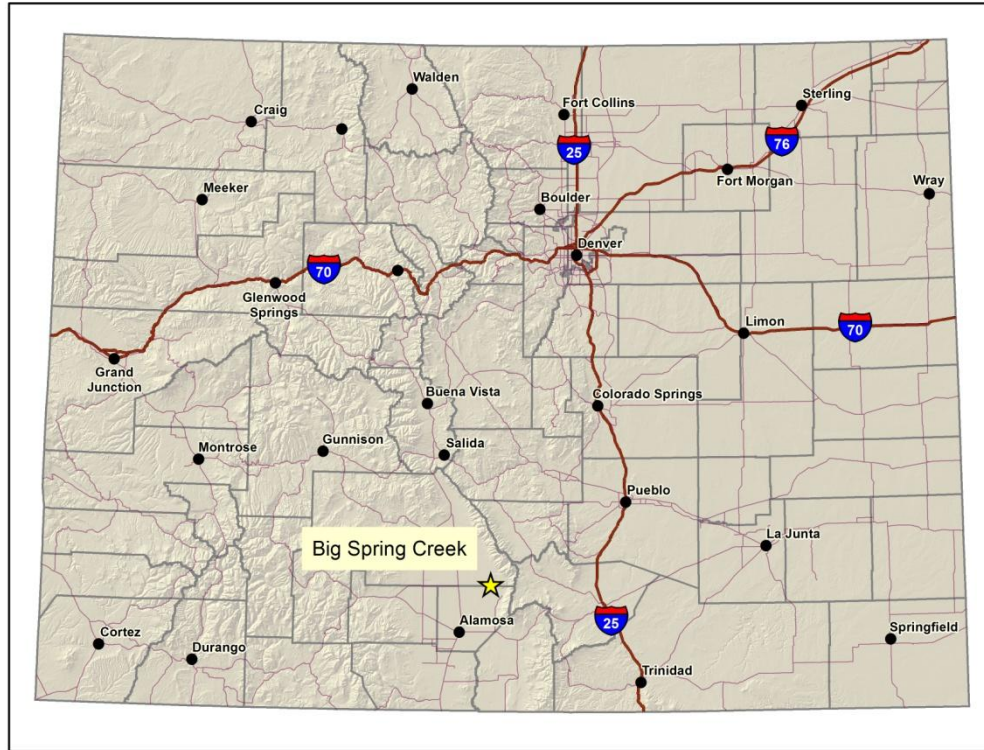 Walden
Craig
Fort Collins
Sterling
25
76
Meeker
Fort Morgan
Wray
Boulder
Denver
70
Glenwood
Springs
Limon
70
Grand
Junction
Buena Vista
Colorado Springs
Montrose
Gunnison
Salida
Pueblo
Big Spring Creek
La Junta
Alamosa
25
Cortez
Durango
Springfield
Trinidad